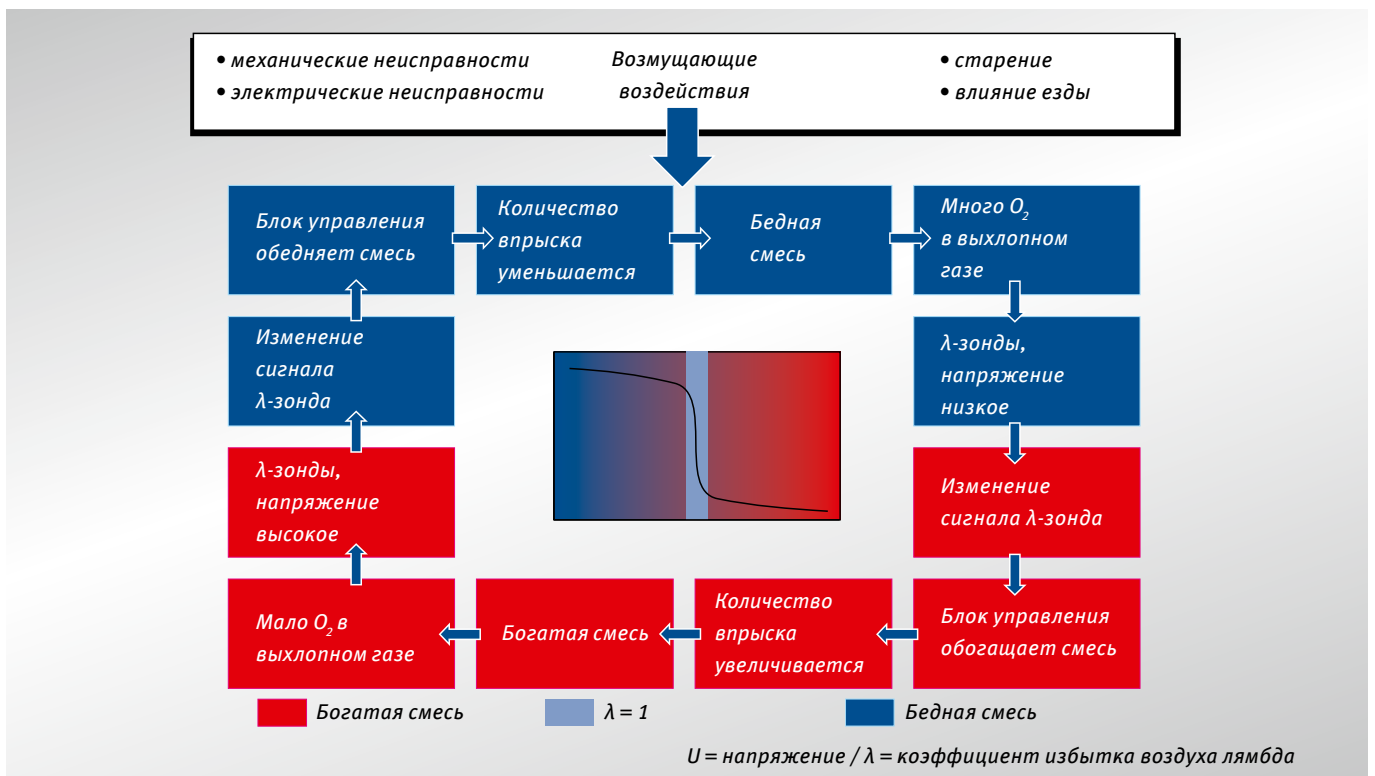 • механические неисправности
• электрические неисправности
Возмущающие
воздействия
• старение
• влияние езды
Блок управления
обедняет смесь
Количество
впрыска
уменьшается
Бедная
смесь
Много O₂
в выхлопном
газе
Изменение
сигнала
λ-зонда
λ-зонды,
напряжение
низкое
λ-зонды,
напряжение
высокое
Изменение
сигнала λ-зонда
Мало O₂ в
выхлопном газе
Богатая смесь
Количество
впрыска
увеличивается
Блок управления
обогащает смесь
Богатая смесь
λ = 1
Бедная смесь
U = напряжение / λ = коэффициент избытка воздуха лямбда